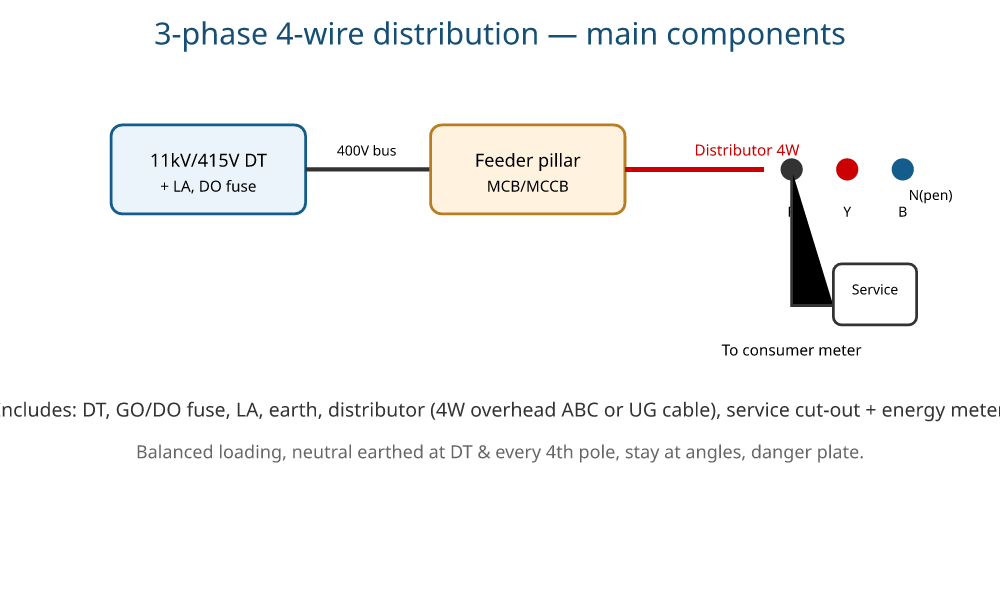 3-phase 4-wire distribution — main components
11kV/415V DT
+ LA, DO fuse
400V bus
Feeder pillar
MCB/MCCB
Distributor 4W
Y
B
N(pen)
Service
To consumer meter
ncludes: DT, GO/DO fuse, LA, earth, distributor (4W overhead ABC or UG cable), service cut-out + energy meter
Balanced loading, neutral earthed at DT & every 4th pole, stay at angles, danger plate.